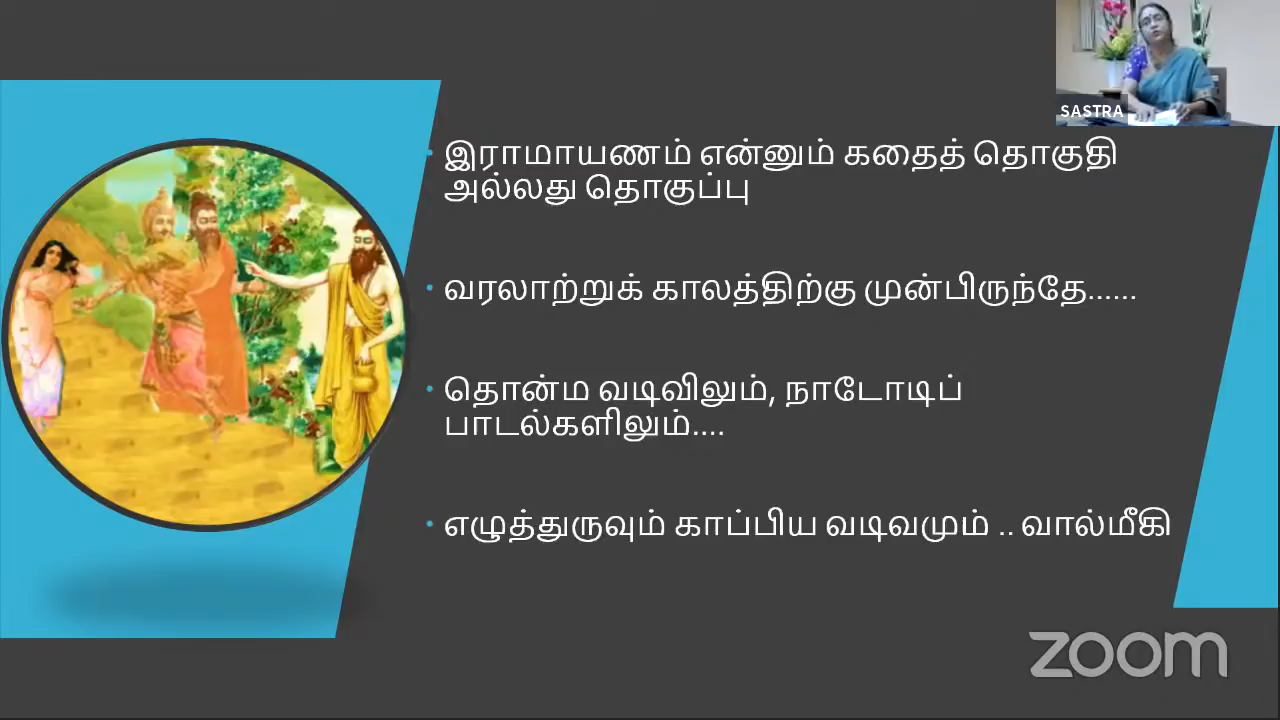 SASTRA
இராமாயணம் என்னும் கதைத் தொகுதி
அல்லது தொகுப்பு
வரலாற்றுக் காலத்திற்கு முன்பிருந்தே......
தொன்ம வடிவிலும், நாடோடிப்
பாடல்களிலும்....
எழுத்துருவும் காப்பிய வடிவமும் .. வால்மீகி
zoom